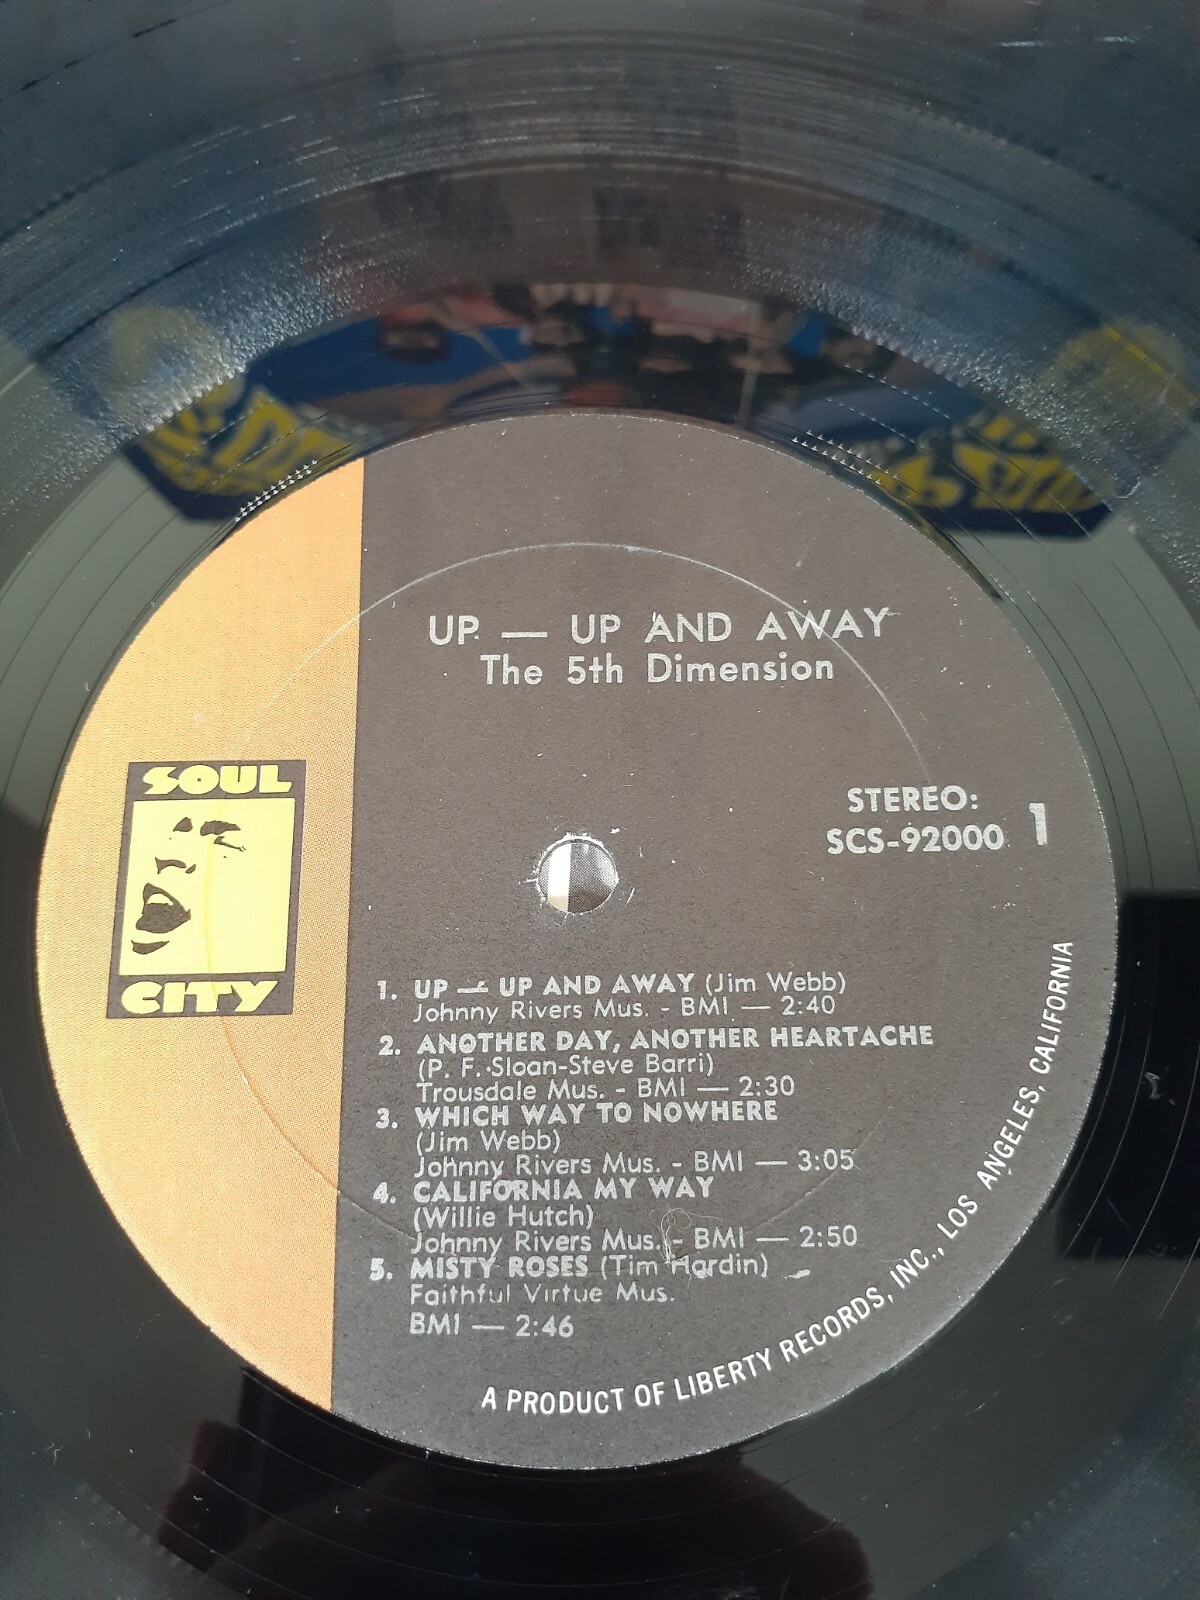 UP — UP AND AWAY
The 5th Dimension
SOUL
CITY
STEREO:
SCS-92000 1
1. UP — UP AND AWAY (Jim Webb)
Johnny Rivers Mus. - BMI — 2:40
2. ANOTHER DAY, ANOTHER HEARTACHE
(P. F. Sloan-Steve Barri)
Trousdale Mus. - BMI — 2:30
3. WHICH WAY TO NOWHERE
(Jim Webb)
Johnny Rivers Mus. - BMI — 3:05
4. CALIFORNIA MY WAY
(Willie Hutch)
Johnny Rivers Mus. - BMI — 2:50
5. MISTY ROSES (Tim Hardin)
Faithful Virtue Mus.
BMI — 2:46
A PRODUCT OF LIBERTY RECORDS, INC., LOS ANGELES, CALIFORNIA